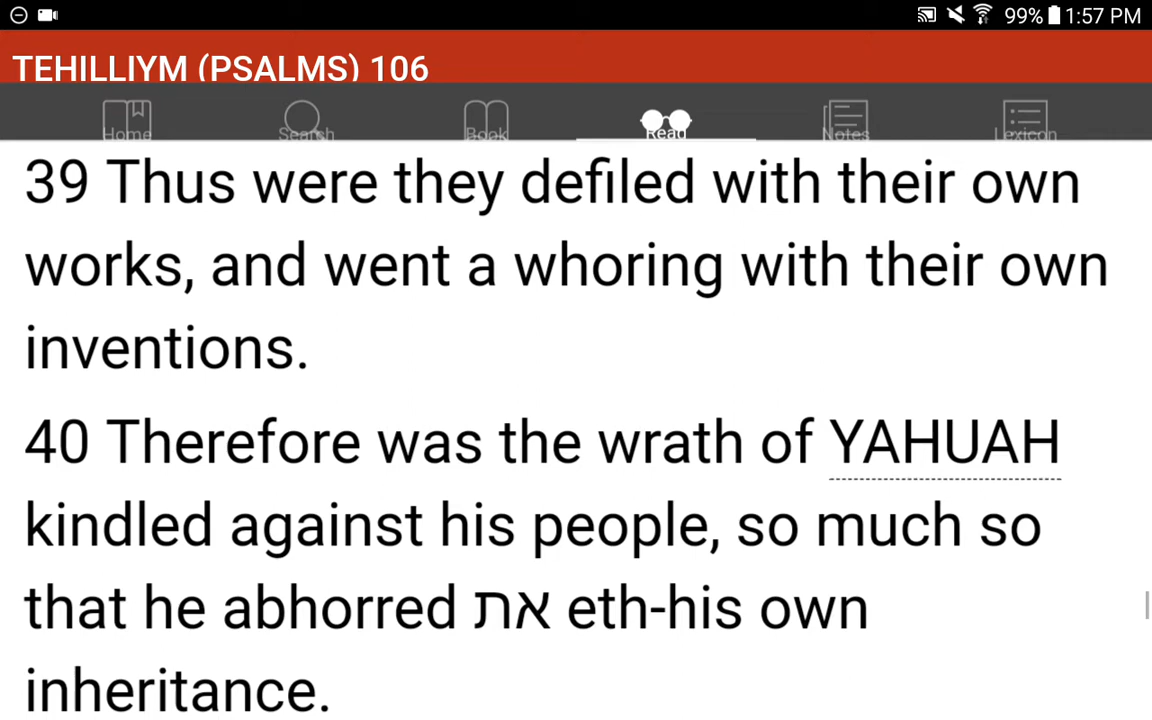 99% 1:57 PM
TEHILLIYM (PSALMS) 106
Home Search Book Read Notes Lexicon
39 Thus were they defiled with their own
works, and went a whoring with their own
inventions.
40 Therefore was the wrath of YAHUAH
kindled against his people, so much so
that he abhorred את eth-his own
inheritance.